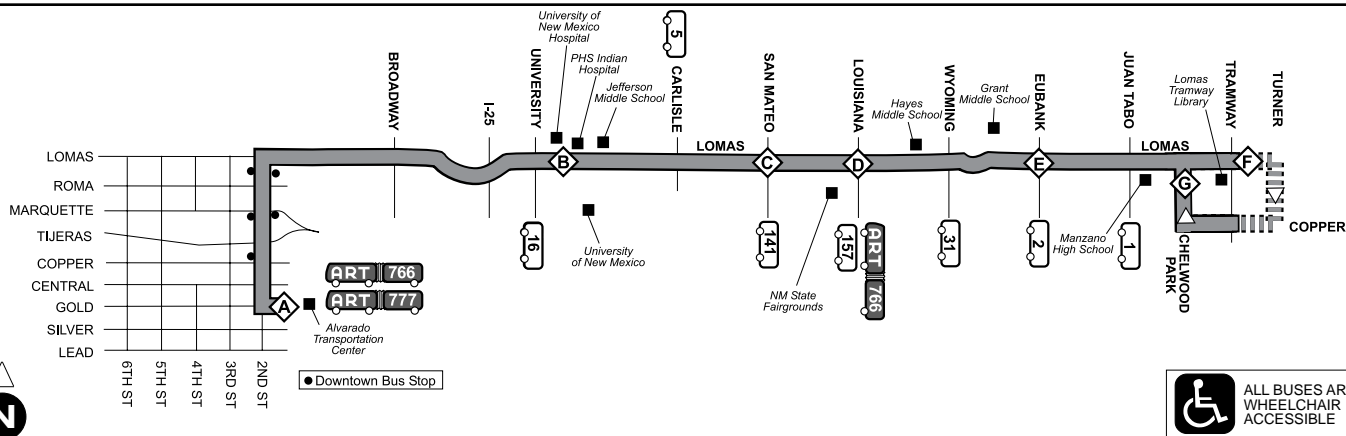 University of
New Mexico
Hospital
PHS Indian
Hospital
Jefferson
Middle School
5
BROADWAY
I-25
UNIVERSITY
CARLISLE
SAN MATEO
LOUISIANA
Hayes
Middle School
WYOMING
Grant
Middle School
EUBANK
JUAN TABO
Lomas
Tramway
Library
TRAMWAY
TURNER
LOMAS
ROMA
MARQUETTE
TIJERAS
COPPER
CENTRAL
GOLD
SILVER
LEAD
LOMAS
LOMAS
A
B
C
D
E
F
G
16
University
of New Mexico
141
NM State
Fairgrounds
157
ART 766
31
2
1
Manzano
High School
CHELWOOD
PARK
COPPER
ART 766
ART 777
Alvarado
Transportation
Center
6TH ST
5TH ST
4TH ST
3RD ST
2ND ST
Downtown Bus Stop
N
ALL BUSES AR
WHEELCHAIR
ACCESSIBLE